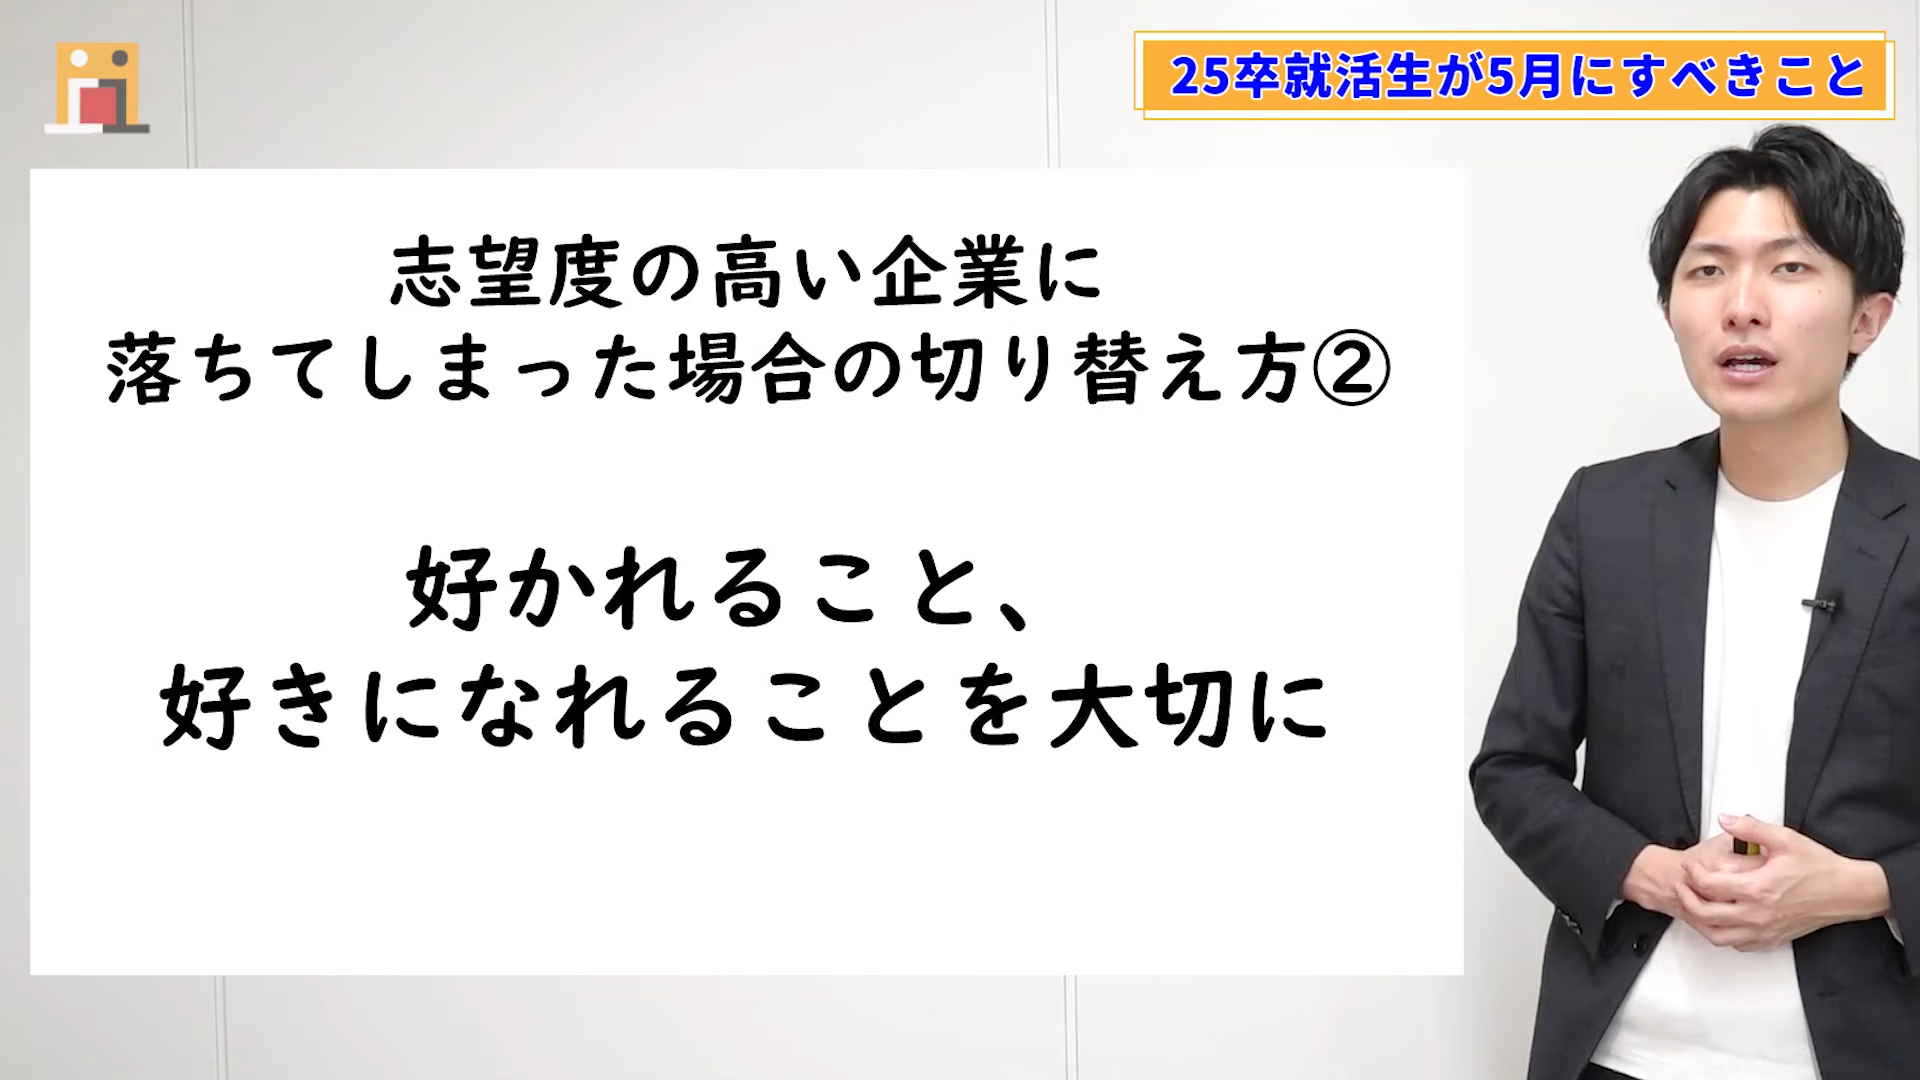 25卒就活生が5月にすべきこと
志望度の高い企業に
落ちてしまった場合の切り替え方②
好かれること、
好きになれることを大切に